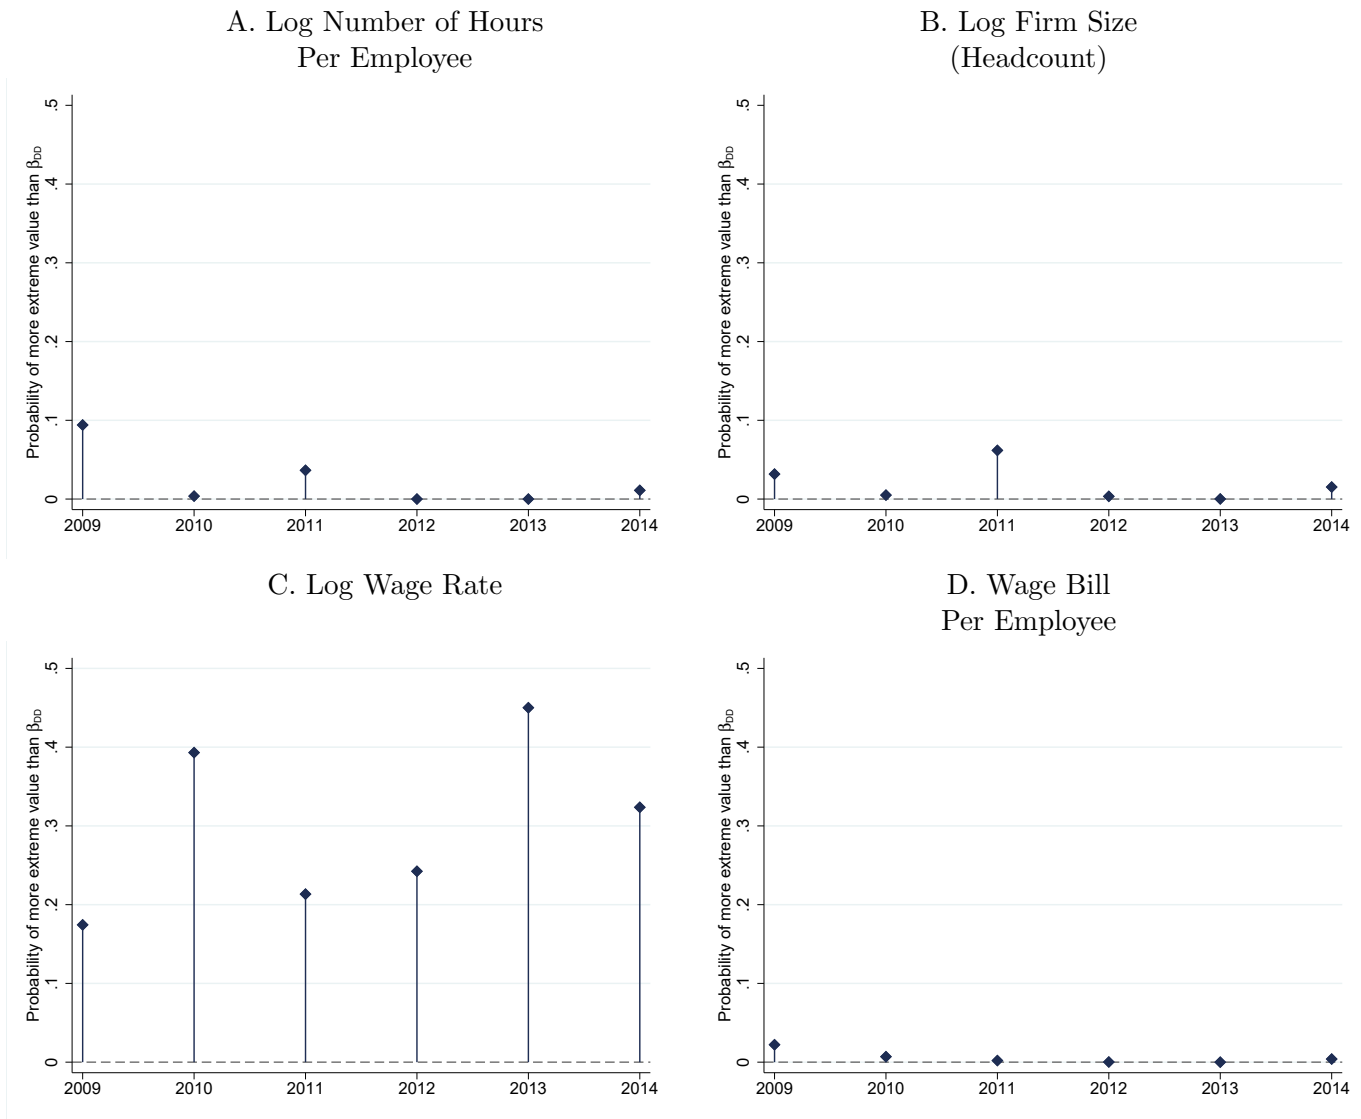 A. Log Number of Hours
Per Employee
Probability of more extreme value than βDD
.5
.4
.3
.2
.1
0
2009 2010 2011 2012 2013 2014
B. Log Firm Size
(Headcount)
Probability of more extreme value than βDD
.5
.4
.3
.2
.1
0
2009 2010 2011 2012 2013 2014
C. Log Wage Rate
Probability of more extreme value than βDD
.5
.4
.3
.2
.1
0
2009 2010 2011 2012 2013 2014
D. Wage Bill
Per Employee
Probability of more extreme value than βDD
.5
.4
.3
.2
.1
0
2009 2010 2011 2012 2013 2014